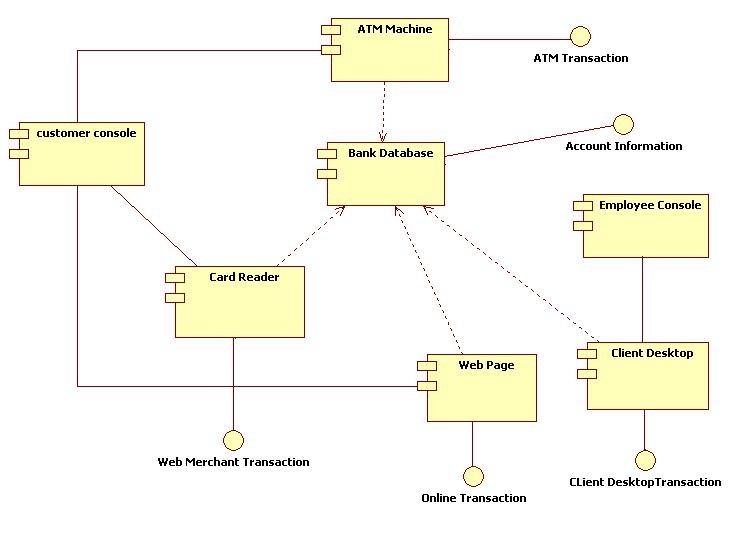 ATM Machine
ATM Transaction
customer console
Bank Database
Account Information
Employee Console
Card Reader
Web Page
Client Desktop
Web Merchant Transaction
Online Transaction
CLient DesktopTransaction